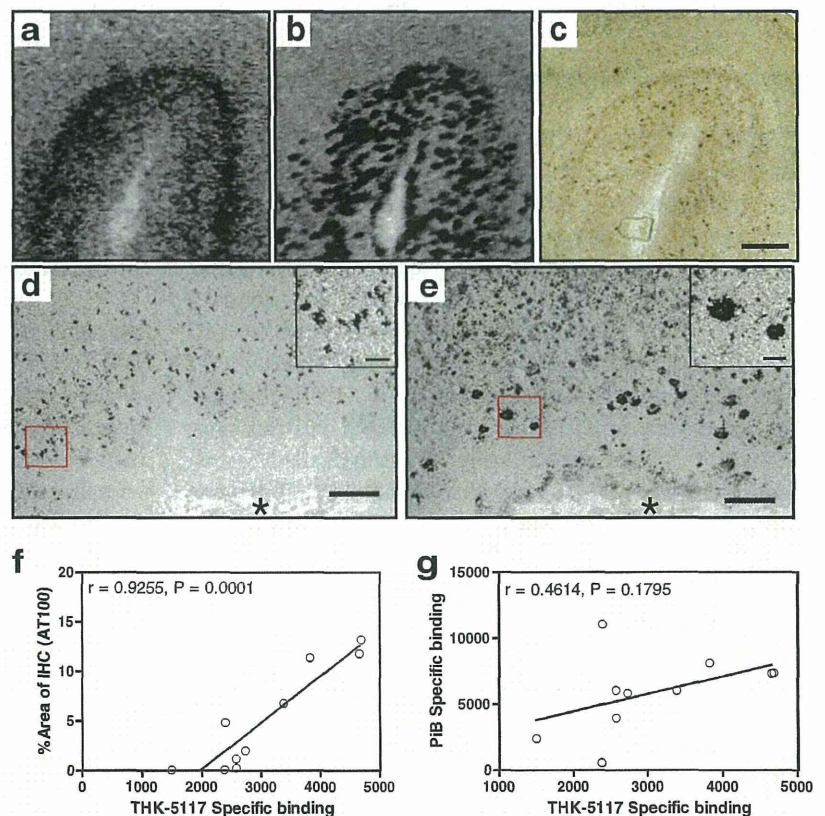 a b c
d e
*
*
f g
r = 0.9255, P = 0.0001
%Area of IHC (AT100)
20
15
10
5
0
0 1000 2000 3000 4000 5000
THK-5117 Specific binding
r = 0.4614, P = 0.1795
PiB Specific binding
15000
10000
5000
0
1000 2000 3000 4000 5000
THK-5117 Specific binding